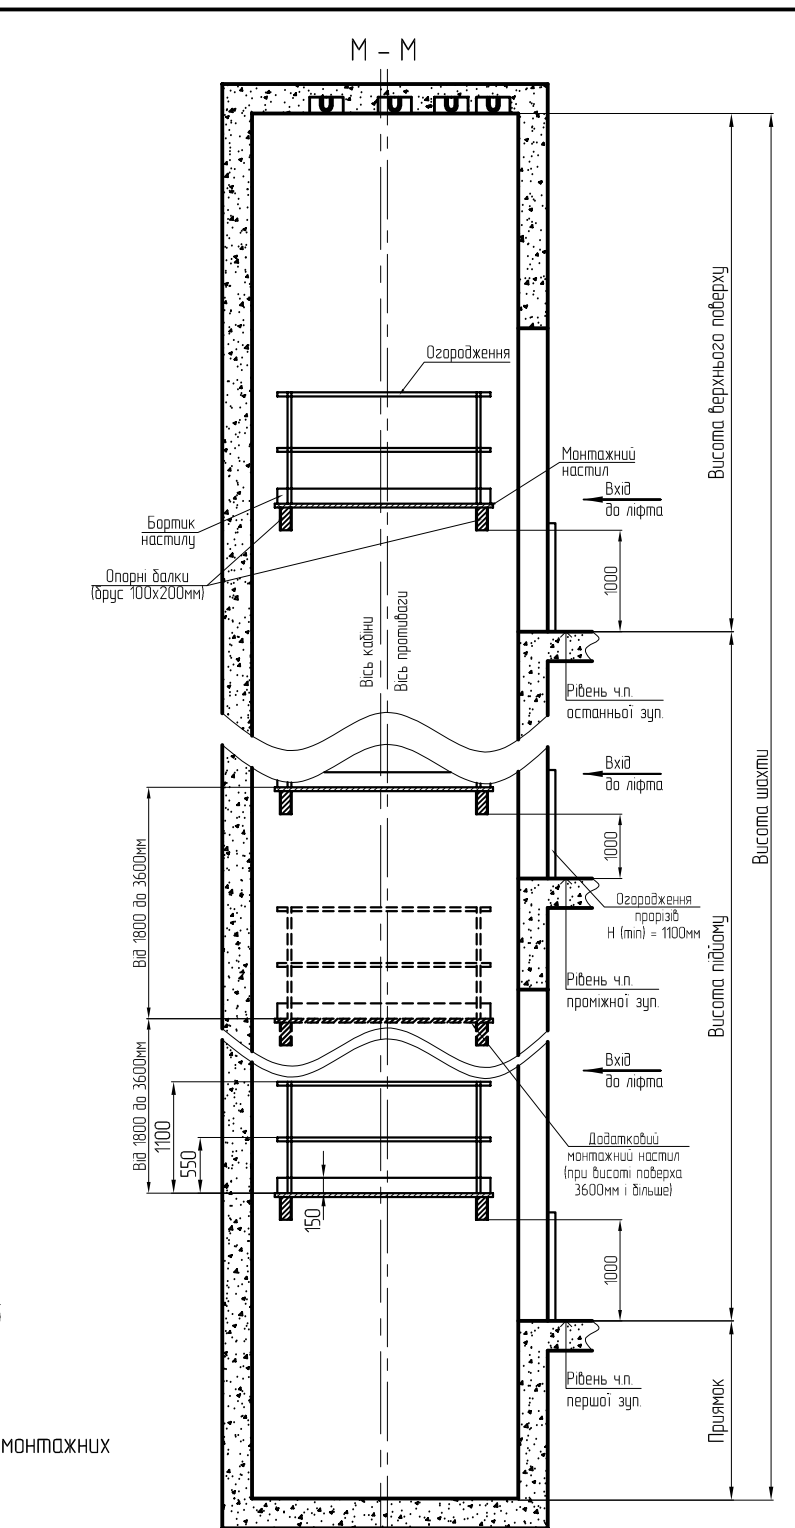 М - М
Огородження
Висота верхнього поверху
Монтажний
настил
Вхід
до ліфта
Бортик
настилу
Опорні балки
(брус 100х200мм)
1000
Вісь кабіни
Вісь противаги
Рівень ч.п.
останньої зуп.
Вхід
до ліфта
Висота шахти
1000
Від 1800 до 3600мм
Огородження
прорізів
H (min) = 1100мм
Висота підйому
Рівень ч.п.
проміжної зуп.
Від 1800 до 3600мм
Вхід
до ліфта
1100
550
150
Додатковий
монтажний настил
(при висоті поверха
3600мм і більше)
1000
Рівень ч.п.
першої зуп.
Приямок
монтажних